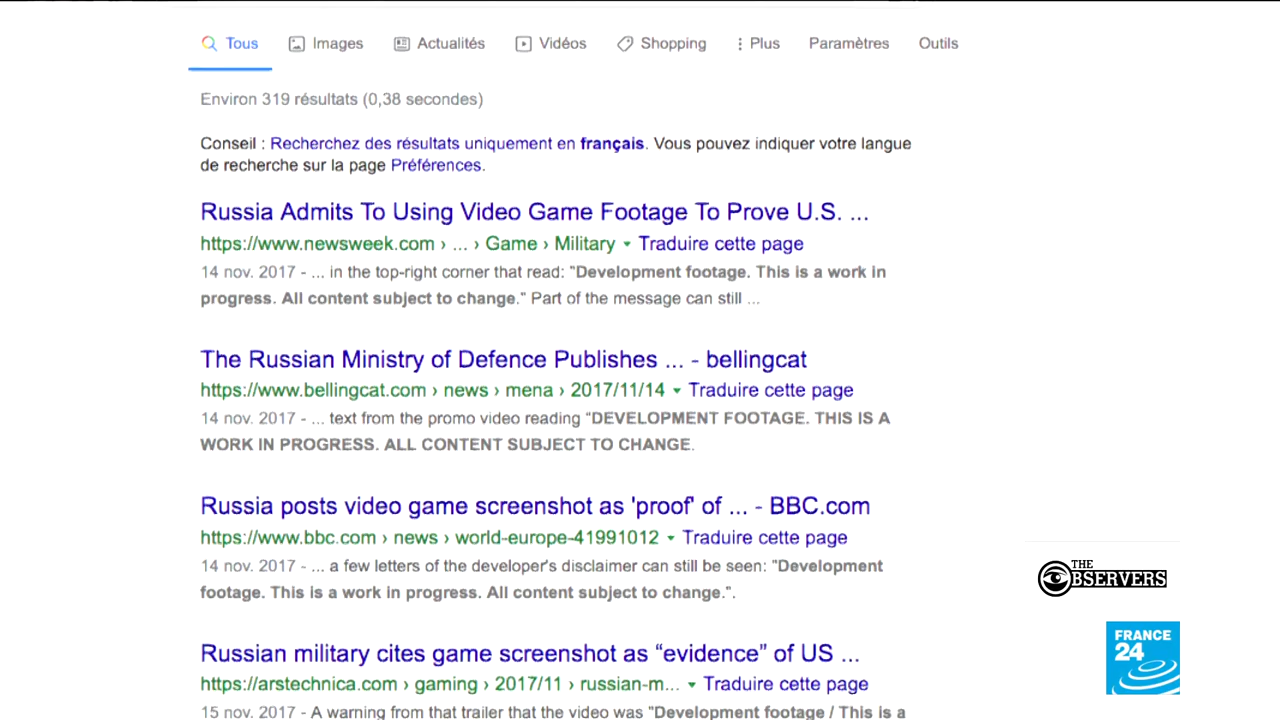 Tous Images Actualités Vidéos Shopping Plus Paramètres Outils
Environ 319 résultats (0,38 secondes)
Conseil : Recherchez des résultats uniquement en français. Vous pouvez indiquer votre langue
de recherche sur la page Préférences.
Russia Admits To Using Video Game Footage To Prove U.S. ...
https://www.newsweek.com › ... › Game › Military ▾ Traduire cette page
14 nov. 2017 - ... in the top-right corner that read: "Development footage. This is a work in
progress. All content subject to change." Part of the message can still ...
The Russian Ministry of Defence Publishes ... - bellingcat
https://www.bellingcat.com › news › mena › 2017/11/14 ▾ Traduire cette page
14 nov. 2017 - ... text from the promo video reading "DEVELOPMENT FOOTAGE. THIS IS A
WORK IN PROGRESS. ALL CONTENT SUBJECT TO CHANGE.
Russia posts video game screenshot as 'proof' of ... - BBC.com
https://www.bbc.com › news › world-europe-41991012 ▾ Traduire cette page
14 nov. 2017 - ... a few letters of the developer's disclaimer can still be seen: "Development
footage. This is a work in progress. All content subject to change.".
THE
OBSERVERS
Russian military cites game screenshot as “evidence” of US ...
FRANCE
24
https://arstechnica.com › gaming › 2017/11 › russian-m... ▾ Traduire cette page
15 nov. 2017 - A warning from that trailer that the video was "Development footage / This is a